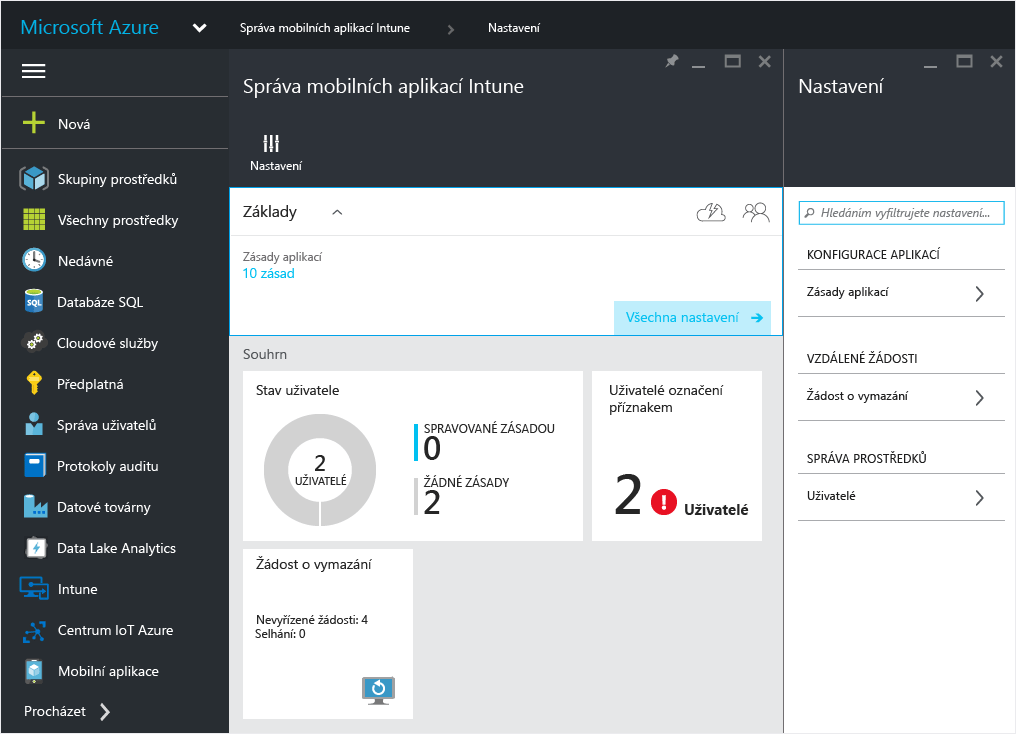 Microsoft Azure
Správa mobilních aplikací Intune
Nastavení
Nová
Skupiny prostředků
Všechny prostředky
Nedávné
SQL
Databáze SQL
Cloudové služby
Předplatná
Správa uživatelů
Protokoly auditu
Datové továrny
Data Lake Analytics
Intune
Centrum IoT Azure
Mobilní aplikace
Procházet
Správa mobilních aplikací Intune
Nastavení
Základy
Zásady aplikací
10 zásad
Všechna nastavení
Souhrn
Stav uživatele
2
UŽIVATELÉ
SPRAVOVANÉ ZÁSADOU
0
ŽÁDNÉ ZÁSADY
2
Uživatelé označení
příznakem
2 ! Uživatelé
Žádost o vymazání
Nevyřízené žádosti: 4
Selhání: 0
Nastavení
Hledáním vyfiltrujete nastavení...
KONFIGURACE APLIKACÍ
Zásady aplikací
VZDÁLENÉ ŽÁDOSTI
Žádost o vymazání
SPRÁVA PROSTŘEDKŮ
Uživatelé